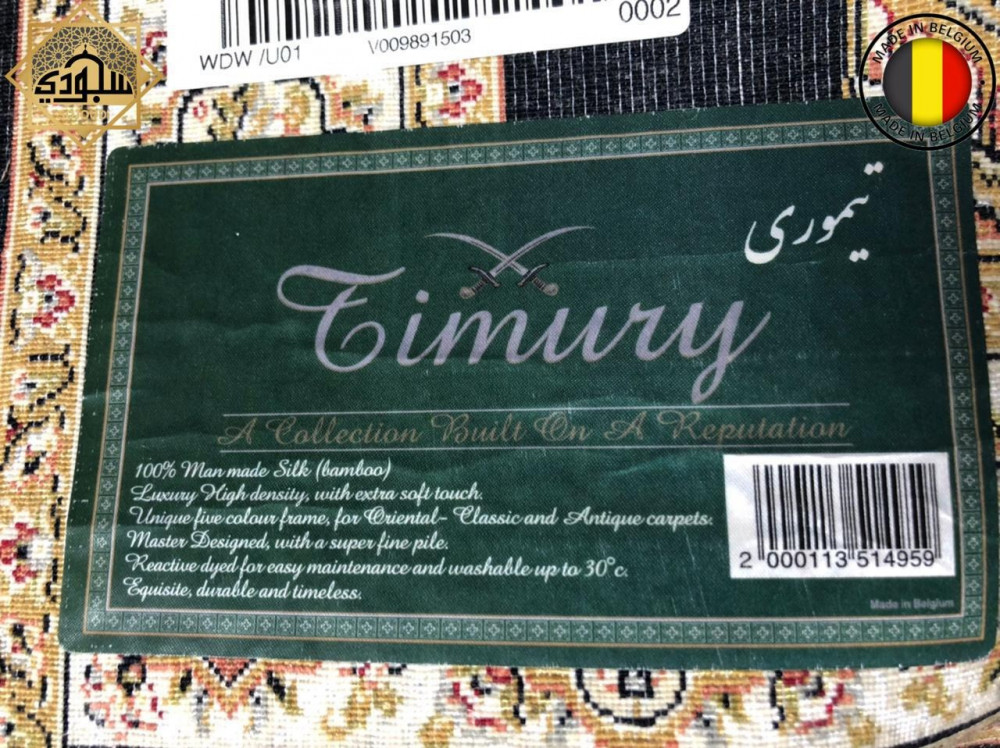 0002
WDW /U01
V009891503
سجودي
MADE IN BELGIUM
MADE IN BELGIUM
تیموری
Timury
A Collection Built On A Reputation
100% Man made Silk (bamboo)
Luxury High density, with extra soft touch.
Unique five colour frame, for Oriental- Classic and Antique carpets.
Master Designed, with a super fine pile.
Reactive dyed for easy maintenance and washable up to 30°c.
Equisite, durable and timeless.
2 000113 514959
Made in Belgium